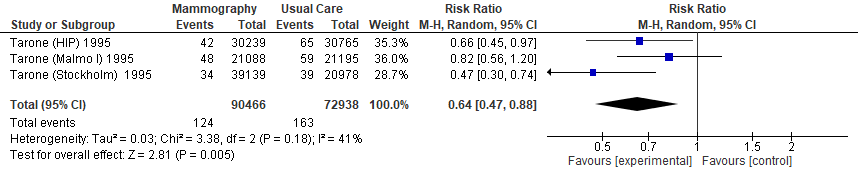 Mammography Usual Care Risk Ratio Risk Ratio
Study or Subgroup Events Total Events Total Weight M-H, Random, 95% CI M-H, Random, 95% CI
Tarone (HIP) 1995 42 30239 65 30765 35.3% 0.66 [0.45, 0.97]
Tarone (Malmo I) 1995 48 21088 59 21195 36.0% 0.82 [0.56, 1.20]
Tarone (Stockholm) 1995 34 39139 39 20978 28.7% 0.47 [0.30, 0.74]
Total (95% CI) 90466 72938 100.0% 0.64 [0.47, 0.88]
Total events 124 163
Heterogeneity: Tau² = 0.03; Chi² = 3.38, df = 2 (P = 0.18); I² = 41%
Test for overall effect: Z = 2.81 (P = 0.005)
0.5 0.7 1 1.5 2
Favours [experimental] Favours [control]